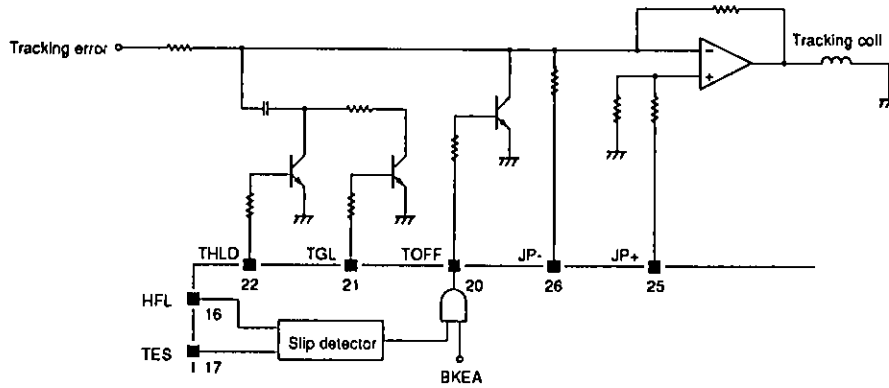 Tracking error
Tracking coil
−
+
THLD
TGL
TOFF
JP-
JP+
22
21
20
26
25
HFL
16
TES
17
Slip detector
BKEA